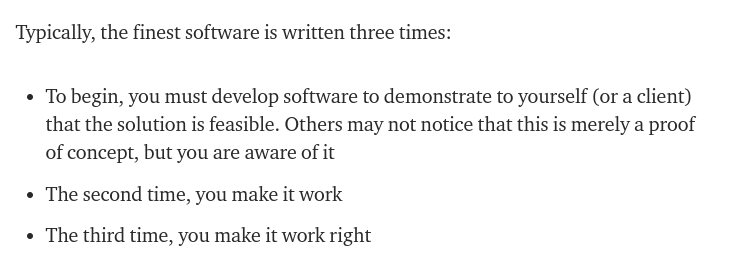 Typically, the finest software is written three times:
• To begin, you must develop software to demonstrate to yourself (or a client)
that the solution is feasible. Others may not notice that this is merely a proof
of concept, but you are aware of it
• The second time, you make it work
• The third time, you make it work right